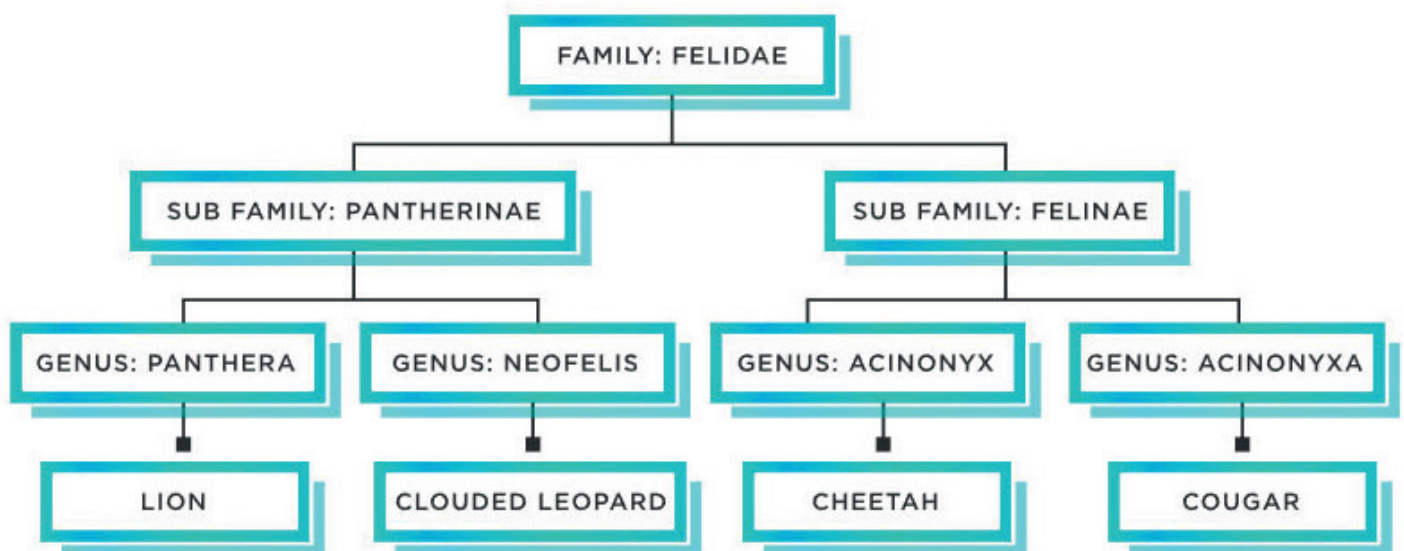 FAMILY: FELIDAE
SUB FAMILY: PANTHERINAE
SUB FAMILY: FELINAE
GENUS: PANTHERA
GENUS: NEOFELIS
GENUS: ACINONYX
GENUS: ACINONYXA
LION
CLOUDED LEOPARD
CHEETAH
COUGAR